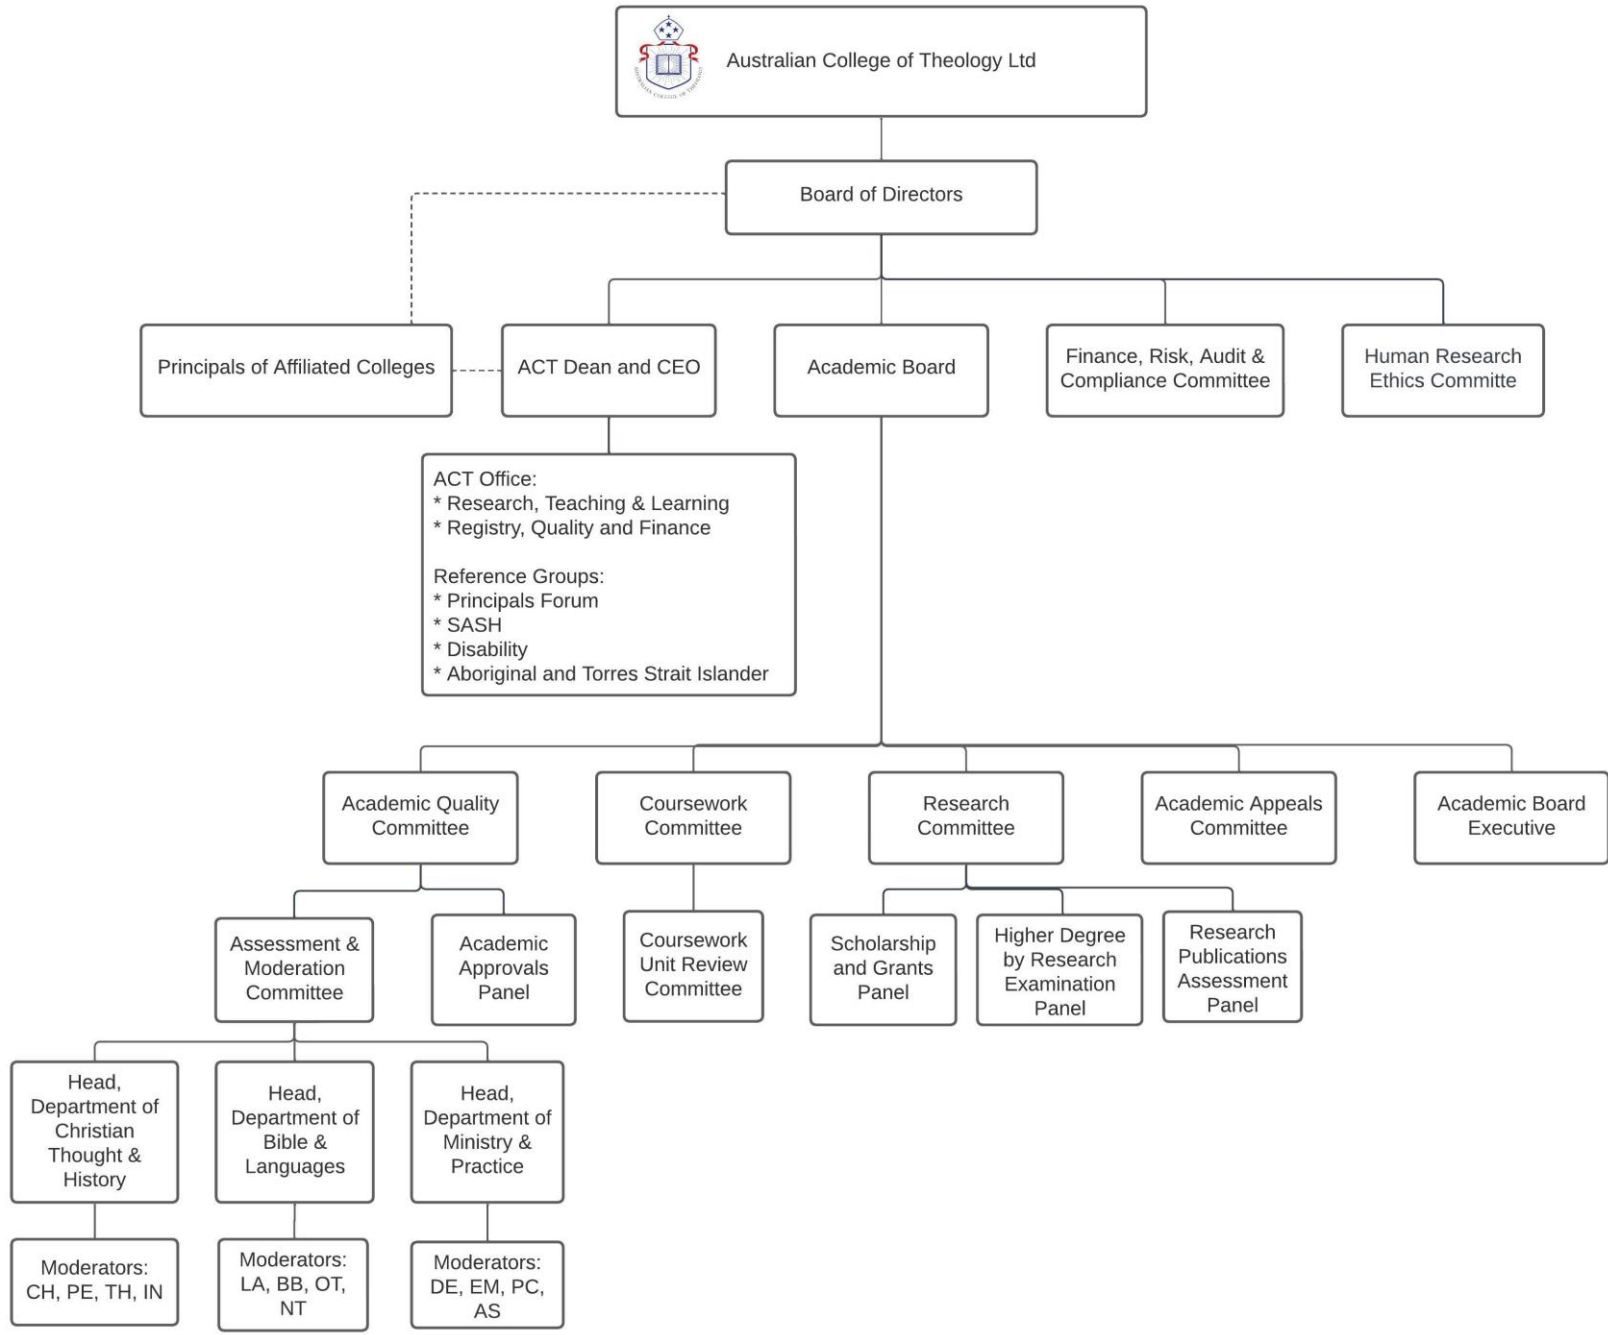 AUSTRALIAN COLLEGE OF THEOLOGY
Australian College of Theology Ltd
Board of Directors
Principals of Affiliated Colleges
ACT Dean and CEO
Academic Board
Finance, Risk, Audit &
Compliance Committee
Human Research
Ethics Committe
ACT Office:
* Research, Teaching & Learning
* Registry, Quality and Finance
Reference Groups:
* Principals Forum
* SASH
* Disability
* Aboriginal and Torres Strait Islander
Academic Quality
Committee
Coursework
Committee
Research
Committee
Academic Appeals
Committee
Academic Board
Executive
Assessment &
Moderation
Committee
Academic
Approvals
Panel
Coursework
Unit Review
Committee
Scholarship
and Grants
Panel
Higher Degree
by Research
Examination
Panel
Research
Publications
Assessment
Panel
Head,
Department of
Christian
Thought &
History
Head,
Department of
Bible &
Languages
Head,
Department of
Ministry &
Practice
Moderators:
CH, PE, TH, IN
Moderators:
LA, BB, OT,
NT
Moderators:
DE, EM, PC,
AS